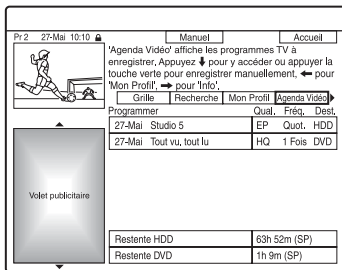 Pr 2 27-Mai 10:10 Manuel Accueil
'Agenda Vidéo' affiche les programmes TV à
enregistrer, Appuyez pour y accéder ou appuyer la
touche verte pour enregistrer manuellement, pour
'Mon Profil', pour 'Info',
Grille Recherche Mon Profil Agenda Vidéo
Programmer Qual. Fréq. Dest.
27-Mai Studio 5 EP Quot. HDD
27-Mai Tout vu, tout lu HQ 1 Fois DVD
Volet publicitaire
Restente HDD 63h 52m (SP)
Restente DVD 1h 9m (SP)